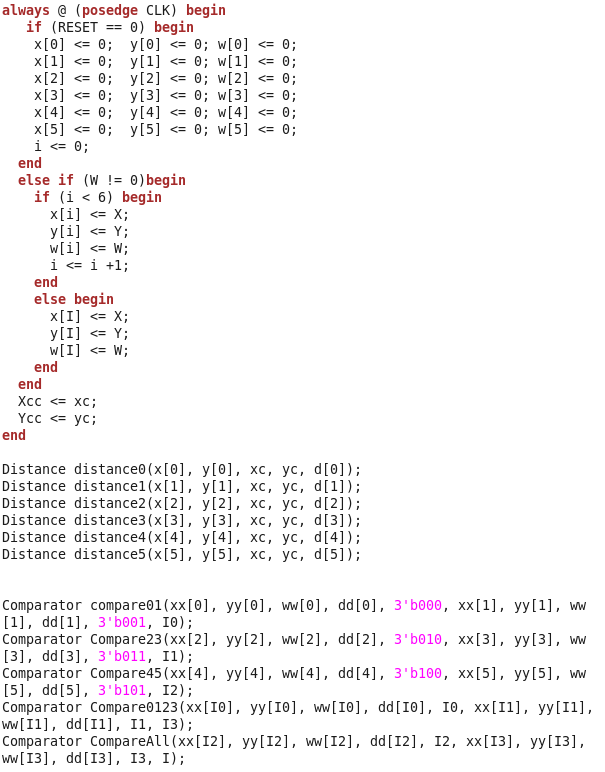 always @ (posedge CLK) begin
   if (RESET == 0) begin
    x[0] <= 0;  y[0] <= 0; w[0] <= 0;
    x[1] <= 0;  y[1] <= 0; w[1] <= 0;
    x[2] <= 0;  y[2] <= 0; w[2] <= 0;
    x[3] <= 0;  y[3] <= 0; w[3] <= 0;
    x[4] <= 0;  y[4] <= 0; w[4] <= 0;
    x[5] <= 0;  y[5] <= 0; w[5] <= 0;
    i <= 0;
  end
  else if (W != 0)begin
    if (i < 6) begin
      x[i] <= X;
      y[i] <= Y;
      w[i] <= W;
      i <= i +1;
    end
    else begin
      x[I] <= X;
      y[I] <= Y;
      w[I] <= W;
    end
  end
  Xcc <= xc;
  Ycc <= yc;
end

Distance distance0(x[0], y[0], xc, yc, d[0]);
Distance distance1(x[1], y[1], xc, yc, d[1]);
Distance distance2(x[2], y[2], xc, yc, d[2]);
Distance distance3(x[3], y[3], xc, yc, d[3]);
Distance distance4(x[4], y[4], xc, yc, d[4]);
Distance distance5(x[5], y[5], xc, yc, d[5]);


Comparator compare01(xx[0], yy[0], ww[0], dd[0], 3'b000, xx[1], yy[1], ww
[1], dd[1], 3'b001, I0);
Comparator Compare23(xx[2], yy[2], ww[2], dd[2], 3'b010, xx[3], yy[3], ww
[3], dd[3], 3'b011, I1);
Comparator Compare45(xx[4], yy[4], ww[4], dd[4], 3'b100, xx[5], yy[5], ww
[5], dd[5], 3'b101, I2);
Comparator Compare0123(xx[I0], yy[I0], ww[I0], dd[I0], I0, xx[I1], yy[I1],
ww[I1], dd[I1], I1, I3);
Comparator CompareAll(xx[I2], yy[I2], ww[I2], dd[I2], I2, xx[I3], yy[I3],
ww[I3], dd[I3], I3, I);